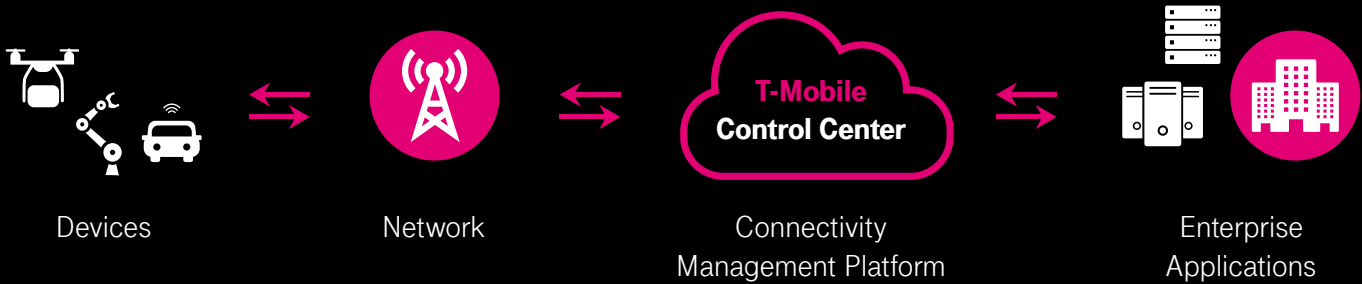 T-Mobile
Control Center
Devices
Network
Connectivity
Management Platform
Enterprise
Applications